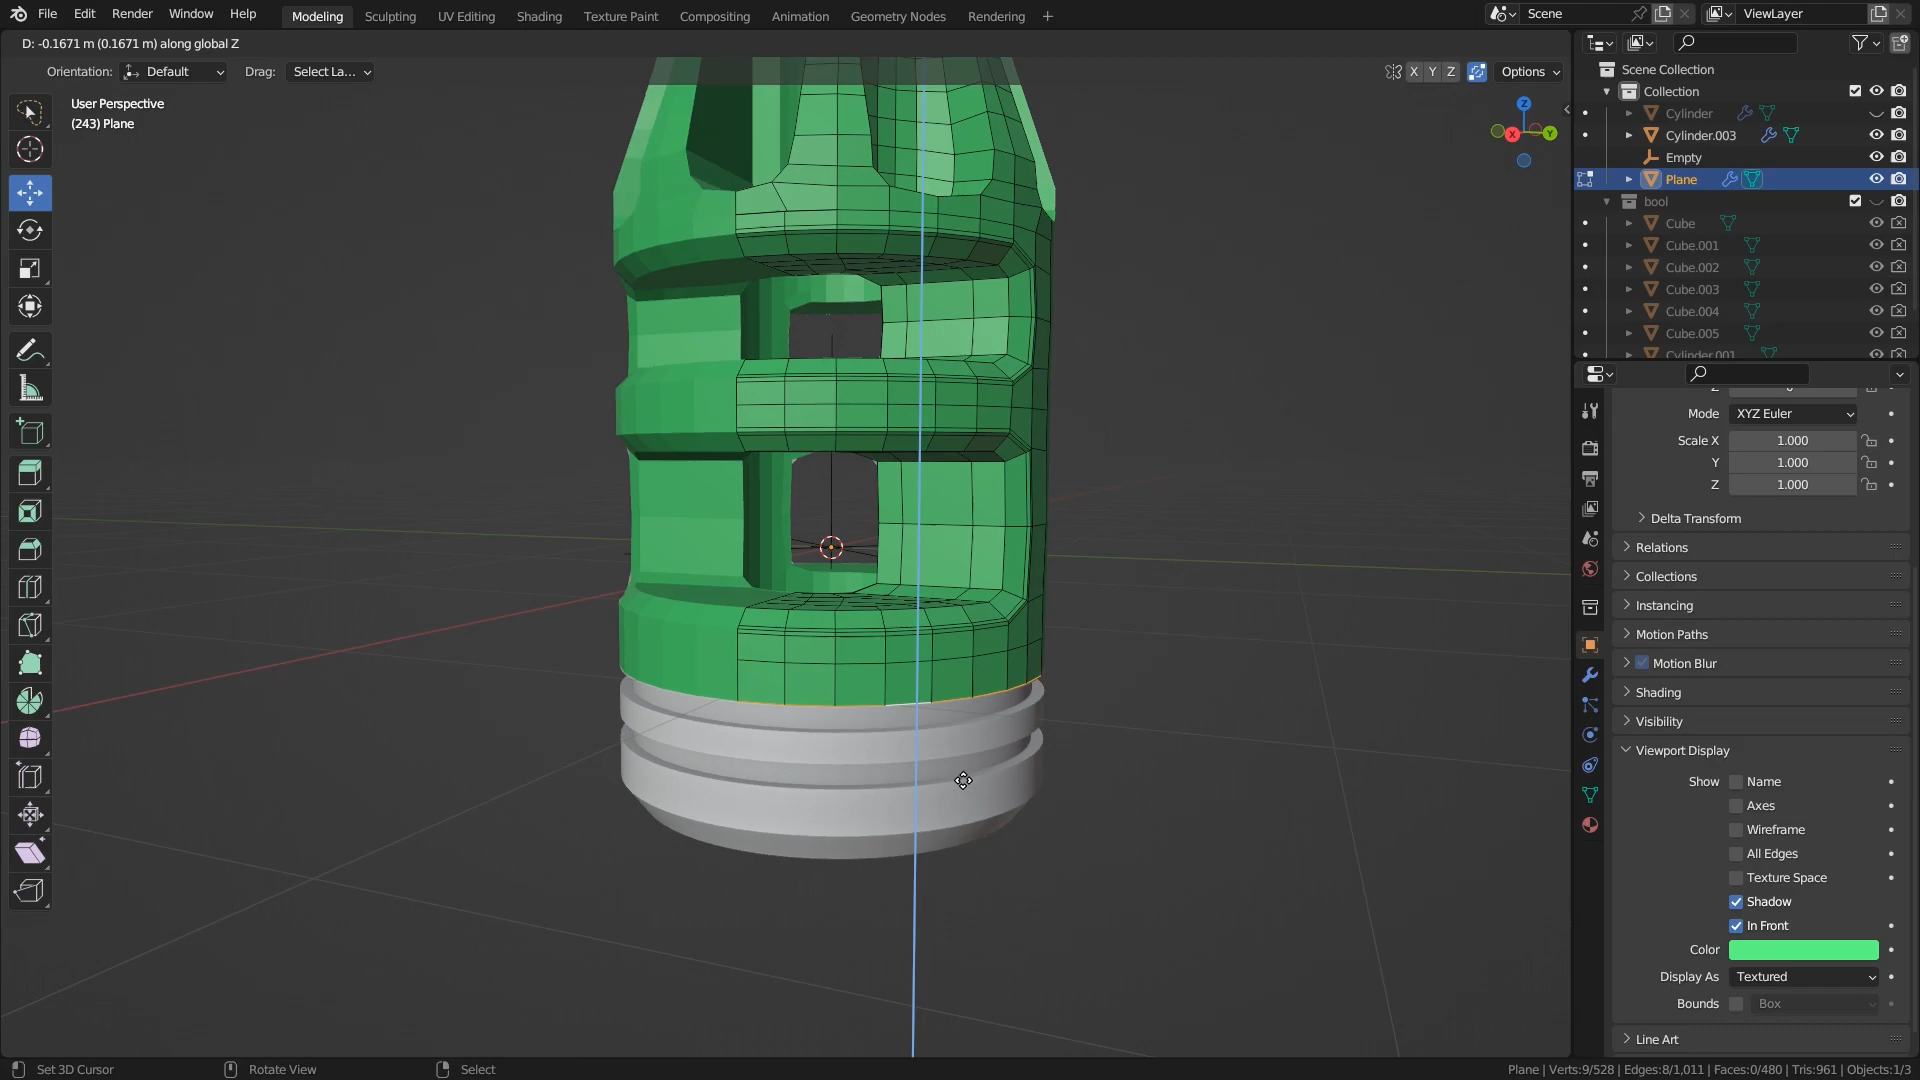 File Edit Render Window Help Modeling Sculpting UV Editing Shading Texture Paint Compositing Animation Geometry Nodes Rendering + Scene ViewLayer
D: -0.1671 m (0.1671 m) along global Z
Orientation: Default Drag: Select La... X Y Z Options
User Perspective
(243) Plane
Z
X
Y
Scene Collection
Collection
Cylinder
Cylinder.003
Empty
Plane
bool
Cube
Cube.001
Cube.002
Cube.003
Cube.004
Cube.005
Cylinder.001
Mode XYZ Euler
Scale X 1.000
Y 1.000
Z 1.000
Delta Transform
Relations
Collections
Instancing
Motion Paths
Motion Blur
Shading
Visibility
Viewport Display
Show Name
Axes
Wireframe
All Edges
Texture Space
Shadow
In Front
Color
Display As Textured
Bounds Box
Line Art
Set 3D Cursor Rotate View Select Plane | Verts:9/528 | Edges:8/1,011 | Faces:0/480 | Tris:961 | Objects:1/3